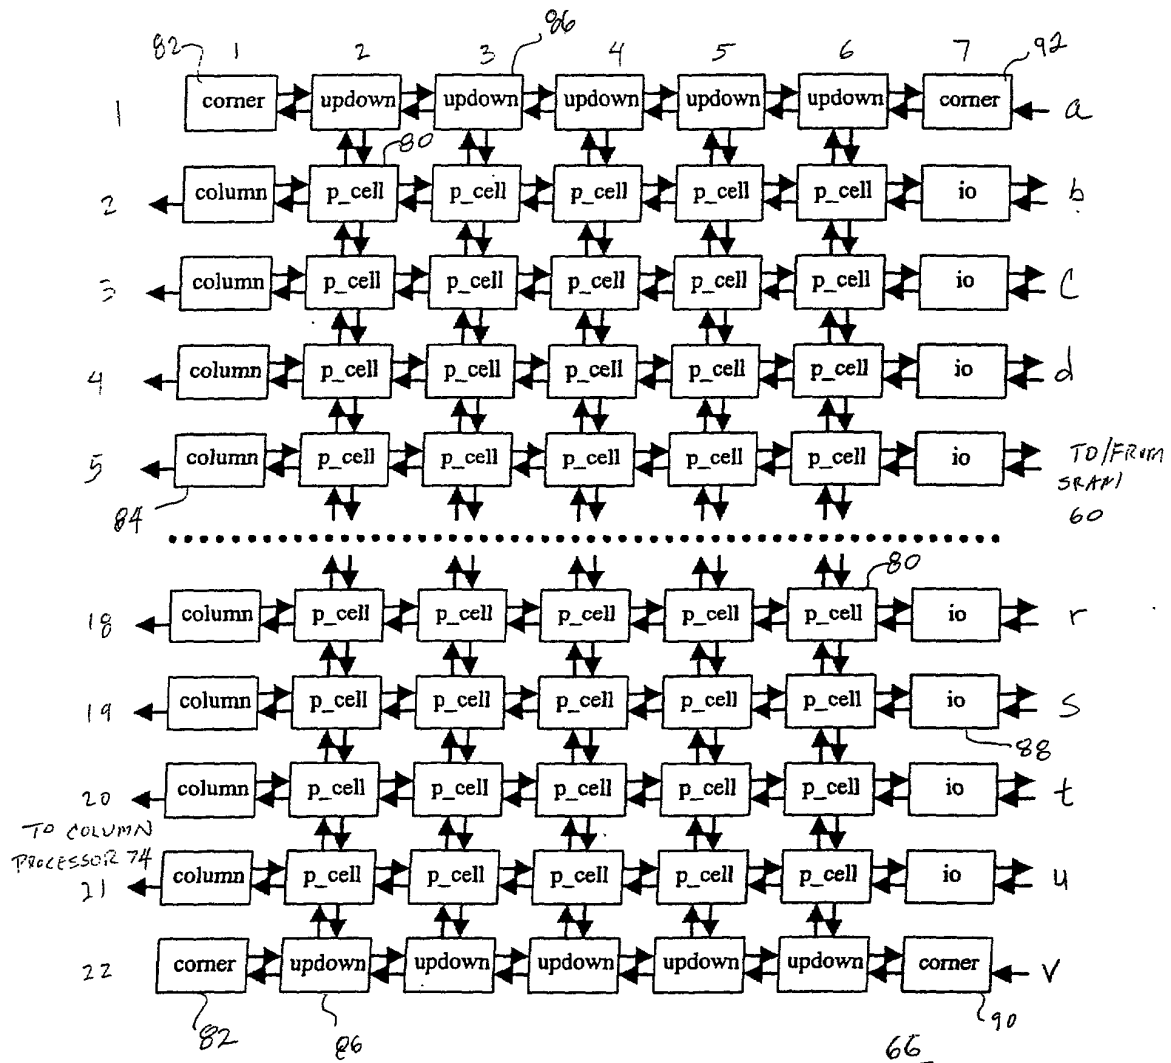 82 1 2 3 86 4 5 6 7 92
1 corner updown updown updown updown updown corner a
80
2 column p_cell p_cell p_cell p_cell p_cell io b
3 column p_cell p_cell p_cell p_cell p_cell io c
4 column p_cell p_cell p_cell p_cell p_cell io d
5 column p_cell p_cell p_cell p_cell p_cell io TO/FROM
SRAM
60
84
80
18 column p_cell p_cell p_cell p_cell p_cell io r
19 column p_cell p_cell p_cell p_cell p_cell io s
88
20 column p_cell p_cell p_cell p_cell p_cell io t
TO COLUMN
PROCESSOR 74
21 column p_cell p_cell p_cell p_cell p_cell io u
22 corner updown updown updown updown updown corner v
82 86 90
66